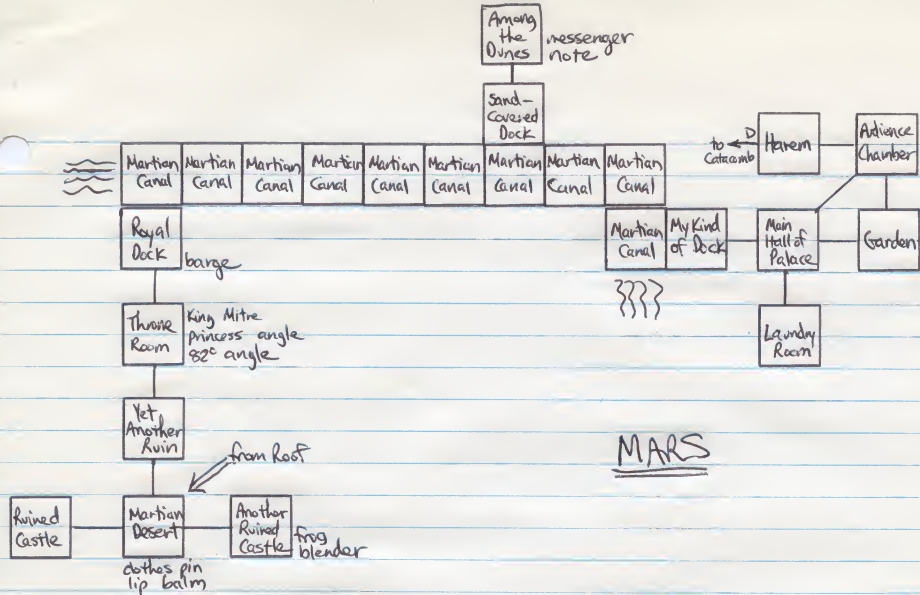 Among
the
Dunes
messenger
note
Sand-
Covered
Dock
to
Catacomb
D
Harem
Audience
Chamber
Martian
Canal
Martian
Canal
Martian
Canal
Martian
Canal
Martian
Canal
Martian
Canal
Martian
Canal
Martian
Canal
Martian
Canal
Royal
Dock
barge
Martian
Canal
My Kind
of Dock
Main
Hall of
Palace
Garden
Throne
Room
King Mitre
princess angle
82° angle
Laundry
Room
Yet
Another
Ruin
from Roof
MARS
Ruined
Castle
Martian
Desert
Another
Ruined
Castle
frog
blender
clothes pin
lip balm